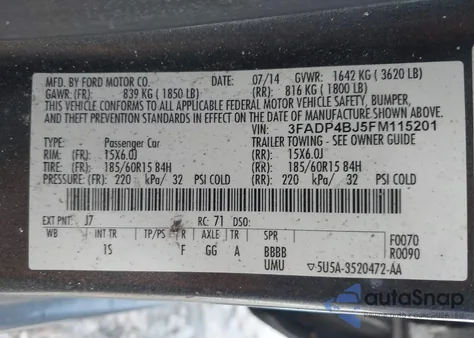 MFD. BY FORD MOTOR CO. DATE: 07/14 GVWR: 1642 KG ( 3620 LB)
GAWR: (FR): 839 KG ( 1850 LB) (RR): 816 KG ( 1800 LB)
THIS VEHICLE CONFORMS TO ALL APPLICABLE FEDERAL MOTOR VEHICLE SAFETY, BUMPER,
AND THEFT PREVENTION STANDARDS IN EFFECT ON THE DATE OF MANUFACTURE SHOWN ABOVE.
VIN: 3FADP4BJ5FM115201
TYPE: Passenger Car TRAILER TOWING - SEE OWNER GUIDE
RIM: (FR) 15X6.0J (RR): 15X6.0J
TIRE: (FR) 185/60R15 84H (RR): 185/60R15 84H
PRESSURE: (FR) 220 kPa/ 32 PSI COLD (RR) 220 kPa/ 32 PSI COLD
EXT PNT: J7 RC: 71 DSO:
WB INT TR TP/PS R AXLE TR SPR F0070
15 F GG A BBBB R0090
UMU 5U5A-3520472-AA
autoSnap